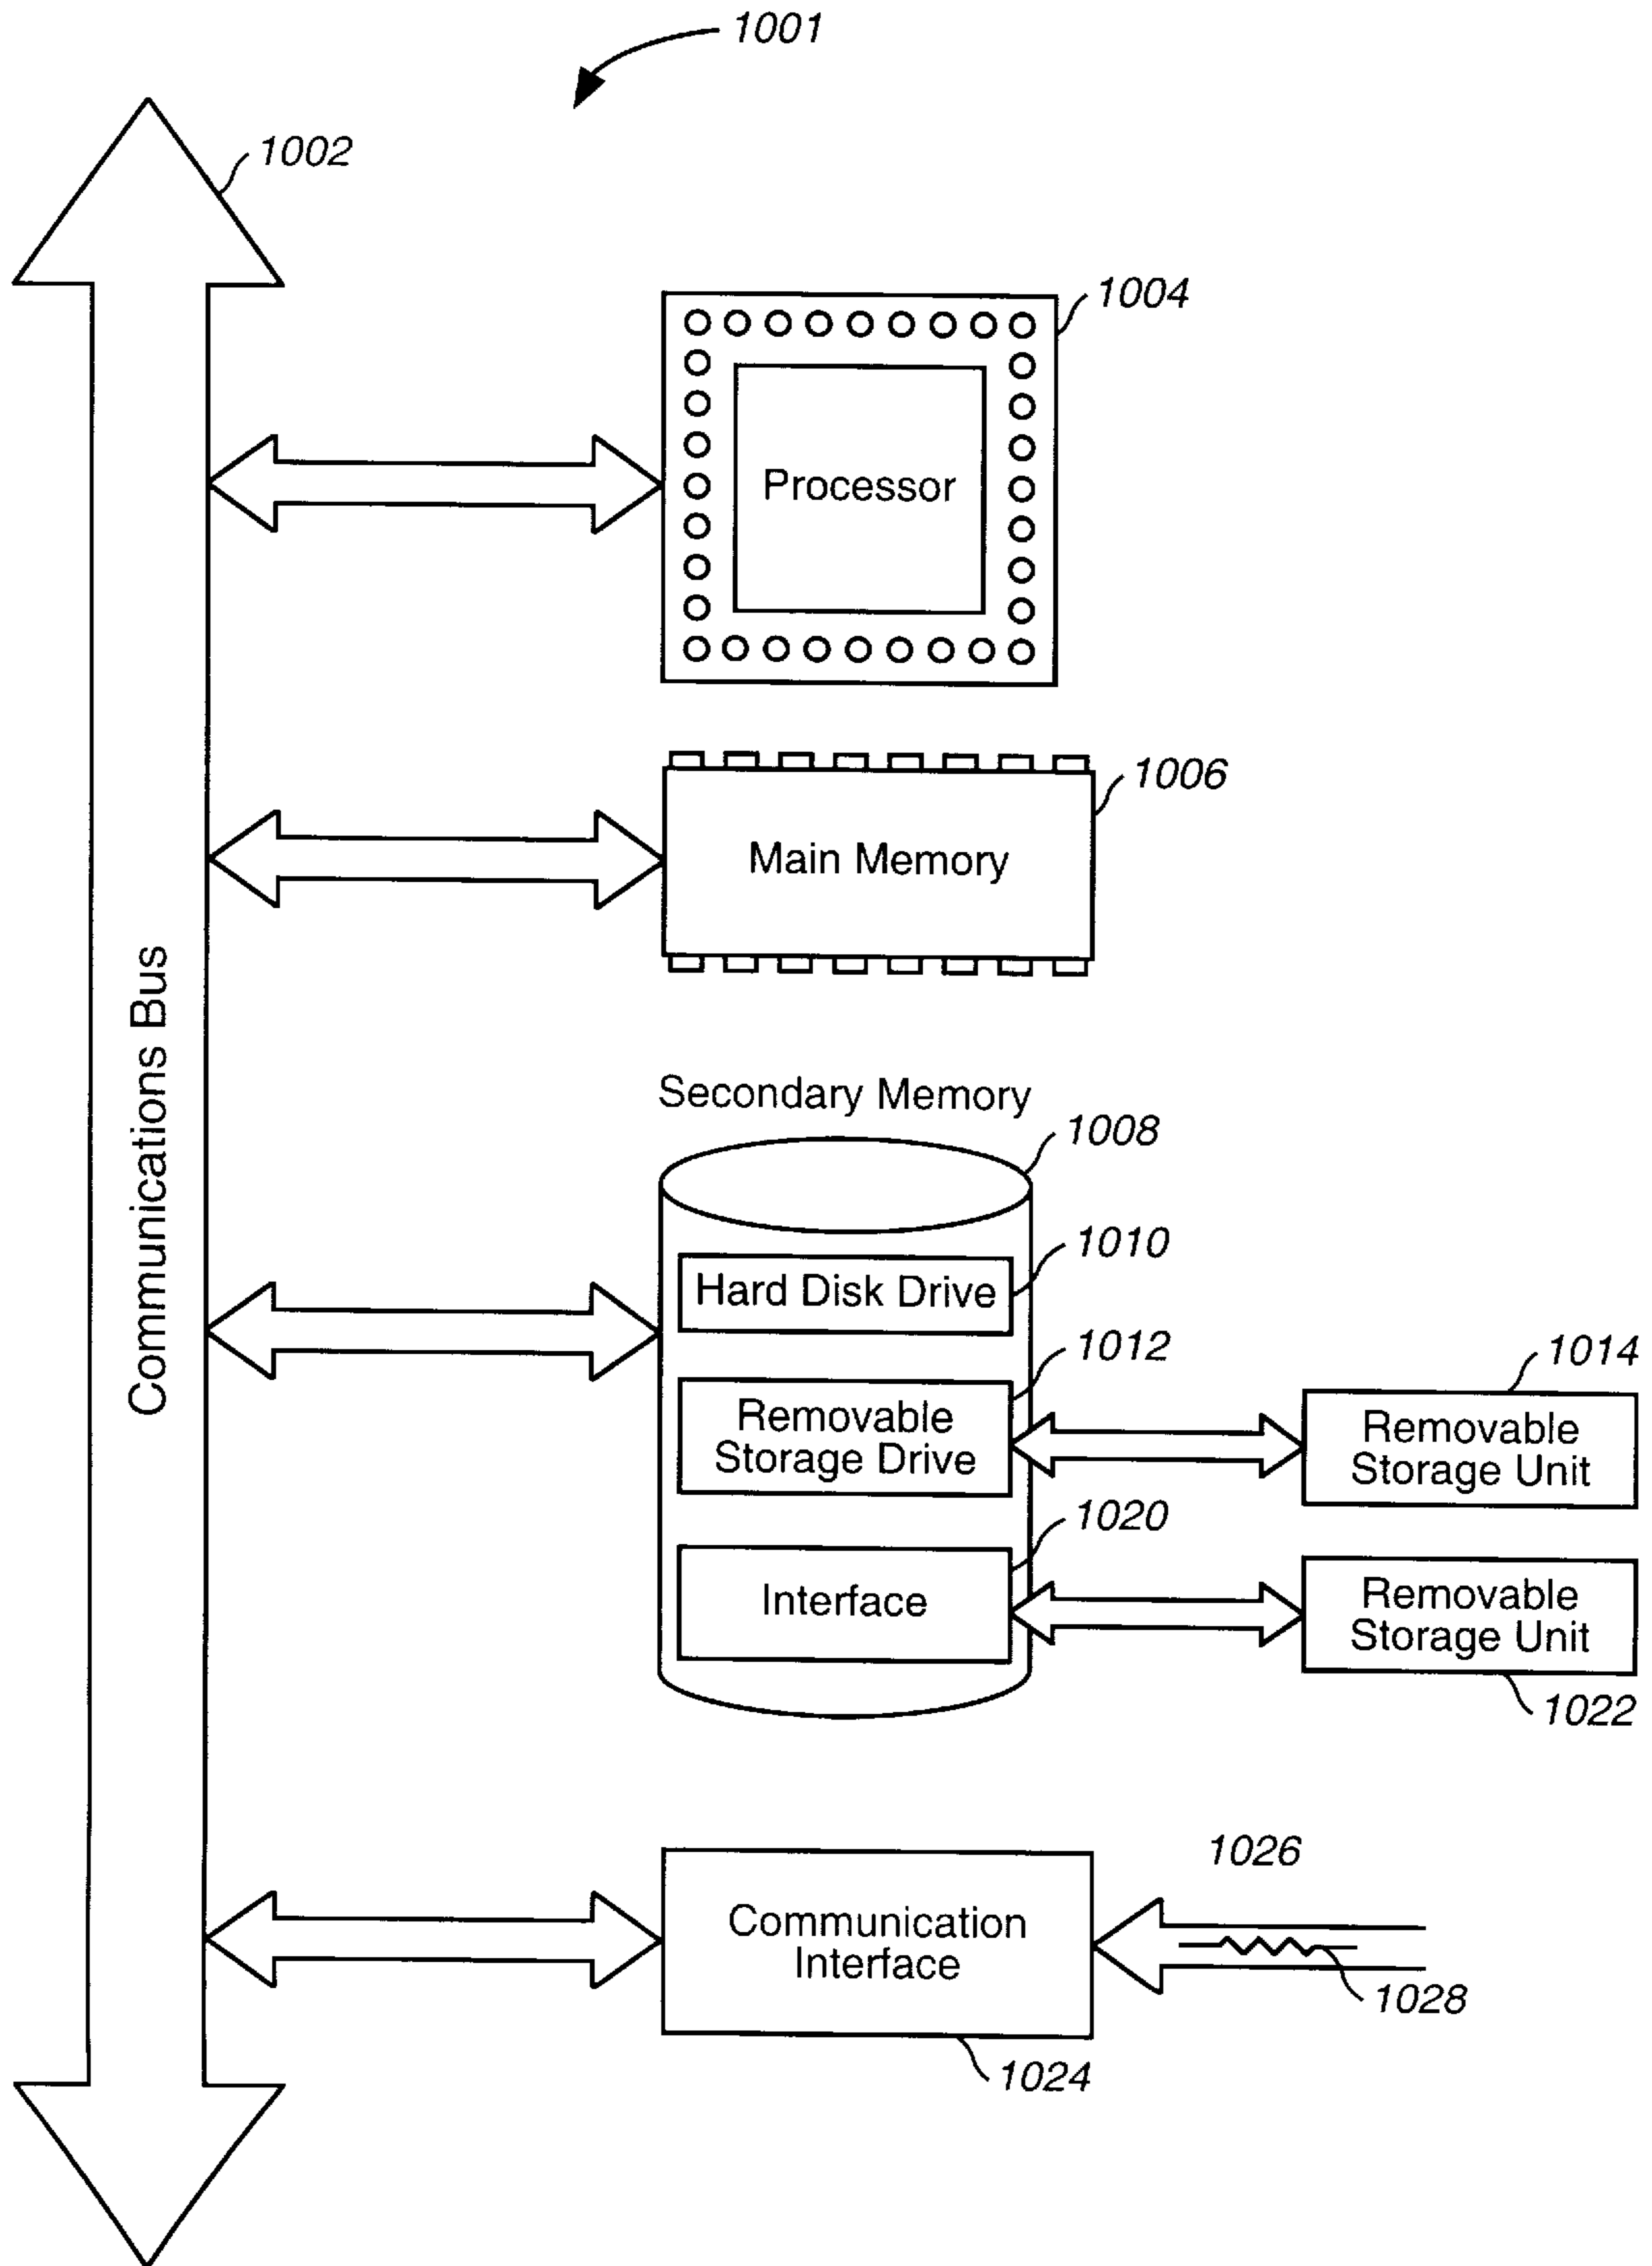 1001
1002
1004
Processor
1006
Main Memory
Communications Bus
Secondary Memory
1008
1010
Hard Disk Drive
1012
Removable
Storage Drive
1014
Removable
Storage Unit
1020
Interface
Removable
Storage Unit
1022
1026
Communication
Interface
1028
1024